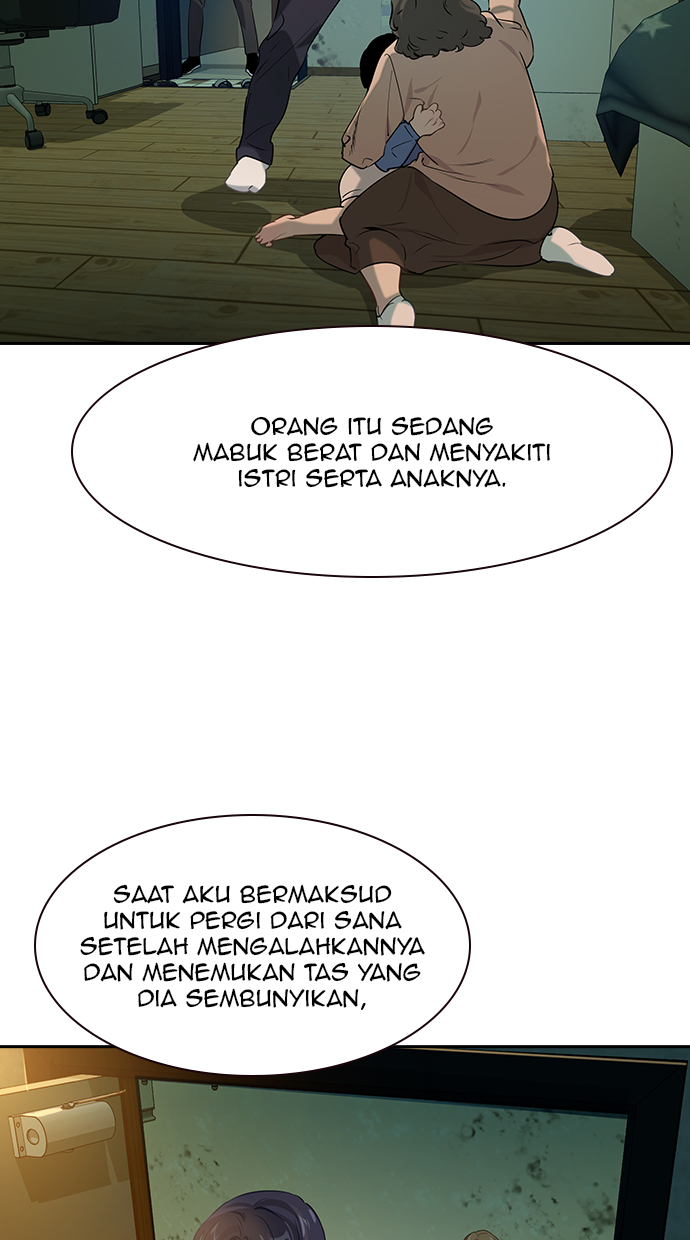 ORANG ITU SEDANG
MABUK BERAT DAN MENYAKITI
ISTRI SERTA ANAKNYA.
SAAT AKU BERMAKSUD
UNTUK PERGI DARI SANA
SETELAH MENGALAHKANNYA
DAN MENEMUKAN TAS YANG
DIA SEMBUNYIKAN,